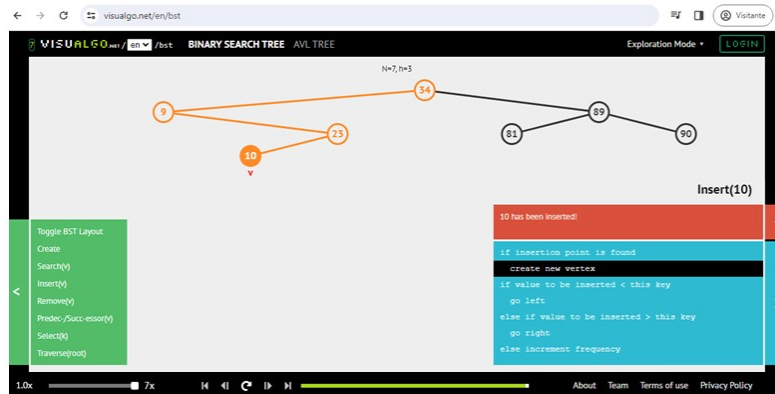 visualgo.net/en/bst
Visitante
7 VISUALGO.NET / en /bst BINARY SEARCH TREE AVL TREE Exploration Mode LOGIN
N=7, h=3
34
9
89
23
81
90
10
v
Insert(10)
10 has been inserted!
if insertion point is found
create new vertex
if value to be inserted < this key
go left
else if value to be inserted > this key
go right
else increment frequency
<
Toggle BST Layout
Create
Search(v)
Insert(v)
Remove(v)
Predec-/Succ-essor(v)
Select(k)
Traverse(root)
1.0x 7x About Team Terms of use Privacy Policy